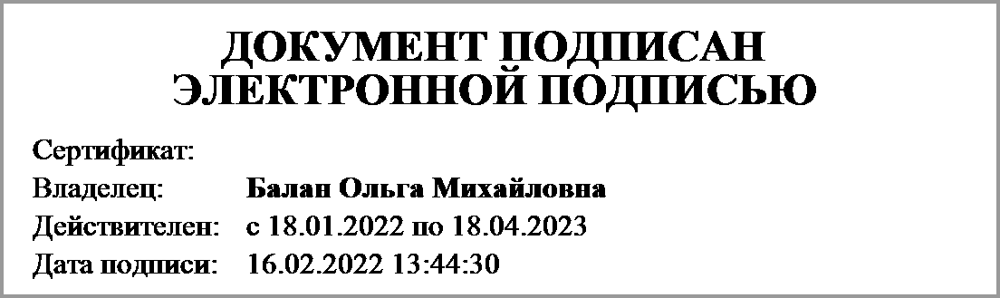 ДОКУМЕНТ ПОДПИСАН
ЭЛЕКТРОННОЙ ПОДПИСЬЮ
Сертификат:
Владелец: Балан Ольга Михайловна
Действителен: с 18.01.2022 по 18.04.2023
Дата подписи: 16.02.2022 13:44:30